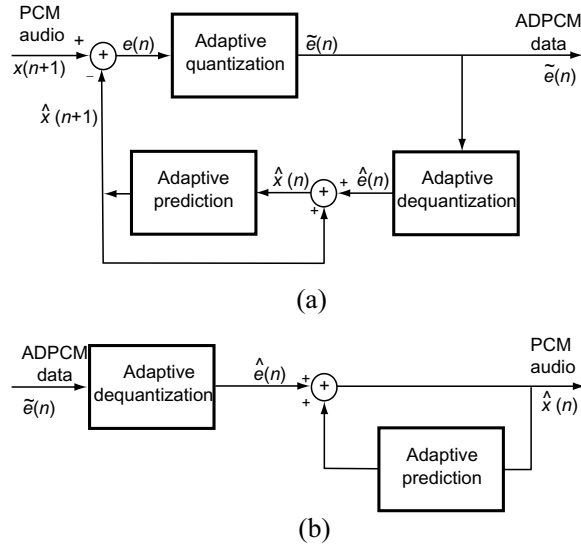 PCM
audio
x(n+1)
+
−
+
e(n)
Adaptive
quantization
ẽ(n)
ADPCM
data
ẽ(n)
x̂ (n+1)
Adaptive
prediction
x̂ (n)
+
+
+
ê(n)
Adaptive
dequantization
(a)
ADPCM
data
ẽ(n)
Adaptive
dequantization
ê(n)
+
+
+
PCM
audio
x̂ (n)
Adaptive
prediction
(b)